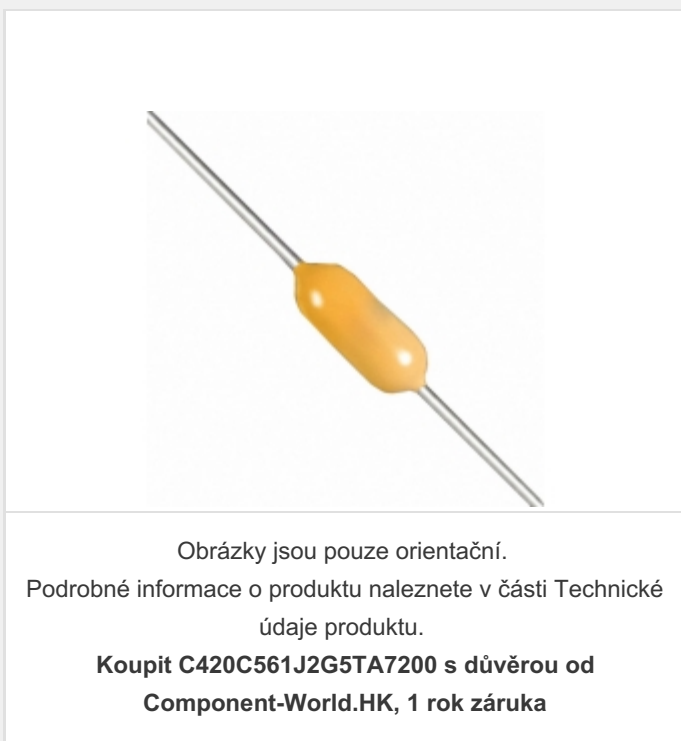 Obrázky jsou pouze orientační.
Podrobné informace o produktu naleznete v části Technické
údaje produktu.
Koupit C420C561J2G5TA7200 s důvěrou od
Component-World.HK, 1 rok záruka